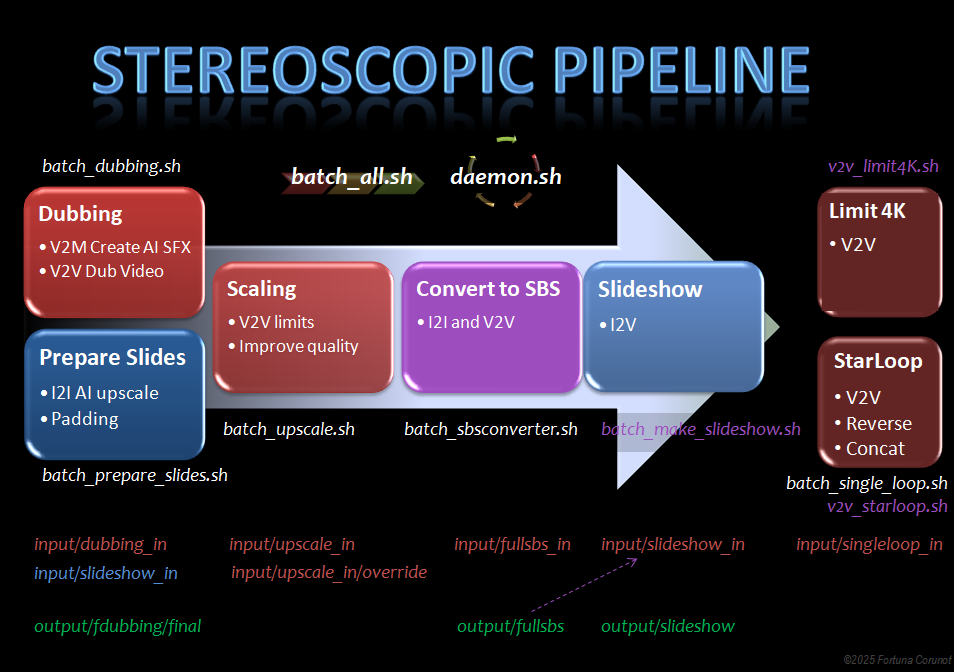 STEREOSCOPIC PIPELINE
batch_dubbing.sh
batch_all.sh
daemon.sh
v2v_limit4K.sh
Dubbing
• V2M Create AI SFX
• V2V Dub Video
Prepare Slides
• I2I AI upscale
• Padding
batch_prepare_slides.sh
Scaling
• V2V limits
• Improve quality
batch_upscale.sh
Convert to SBS
• I2I and V2V
batch_sbsconverter.sh
Slideshow
• I2V
batch_make_slideshow.sh
Limit 4K
• V2V
StarLoop
• V2V
• Reverse
• Concat
batch_single_loop.sh
v2v_starloop.sh
input/dubbing_in
input/slideshow_in
input/upscale_in
input/upscale_in/override
input/fullsbs_in
input/slideshow_in
input/singleloop_in
output/fdubbing/final
output/fullsbs
output/slideshow
©2025 Fortuna Corunot